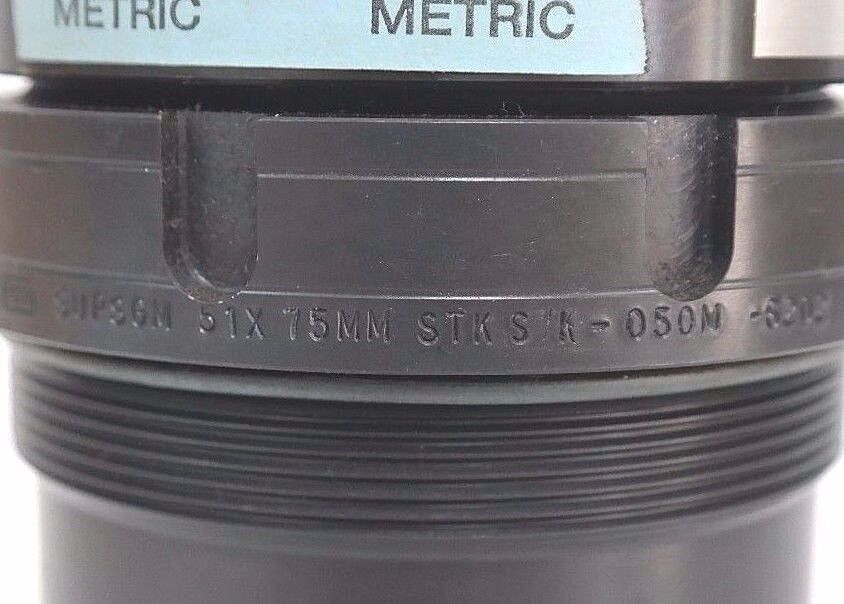 METRIC METRIC
51X 75MM STK S K-050M